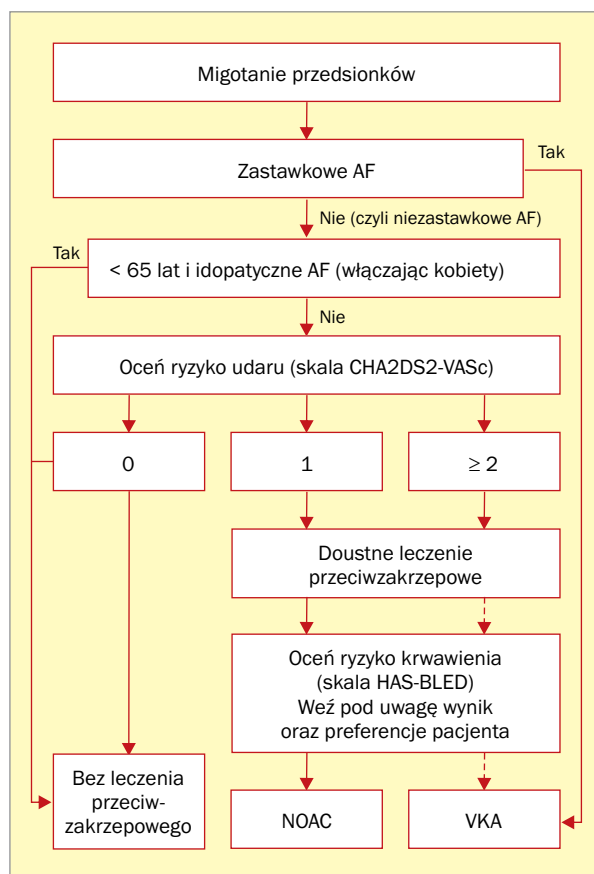 Migotanie przedsionków
Zastawkowe AF
Tak
Nie (czyli niezastawkowe AF)
Tak
< 65 lat i idopatyczne AF (włączając kobiety)
Nie
Oceń ryzyko udaru (skala CHA2DS2-VASc)
0
1
≥ 2
Doustne leczenie
przeciwzakrzepowe
Oceń ryzyko krwawienia
(skala HAS-BLED)
Weź pod uwagę wynik
oraz preferencje pacjenta
Bez leczenia
przeciw-
zakrzepowego
NOAC
VKA